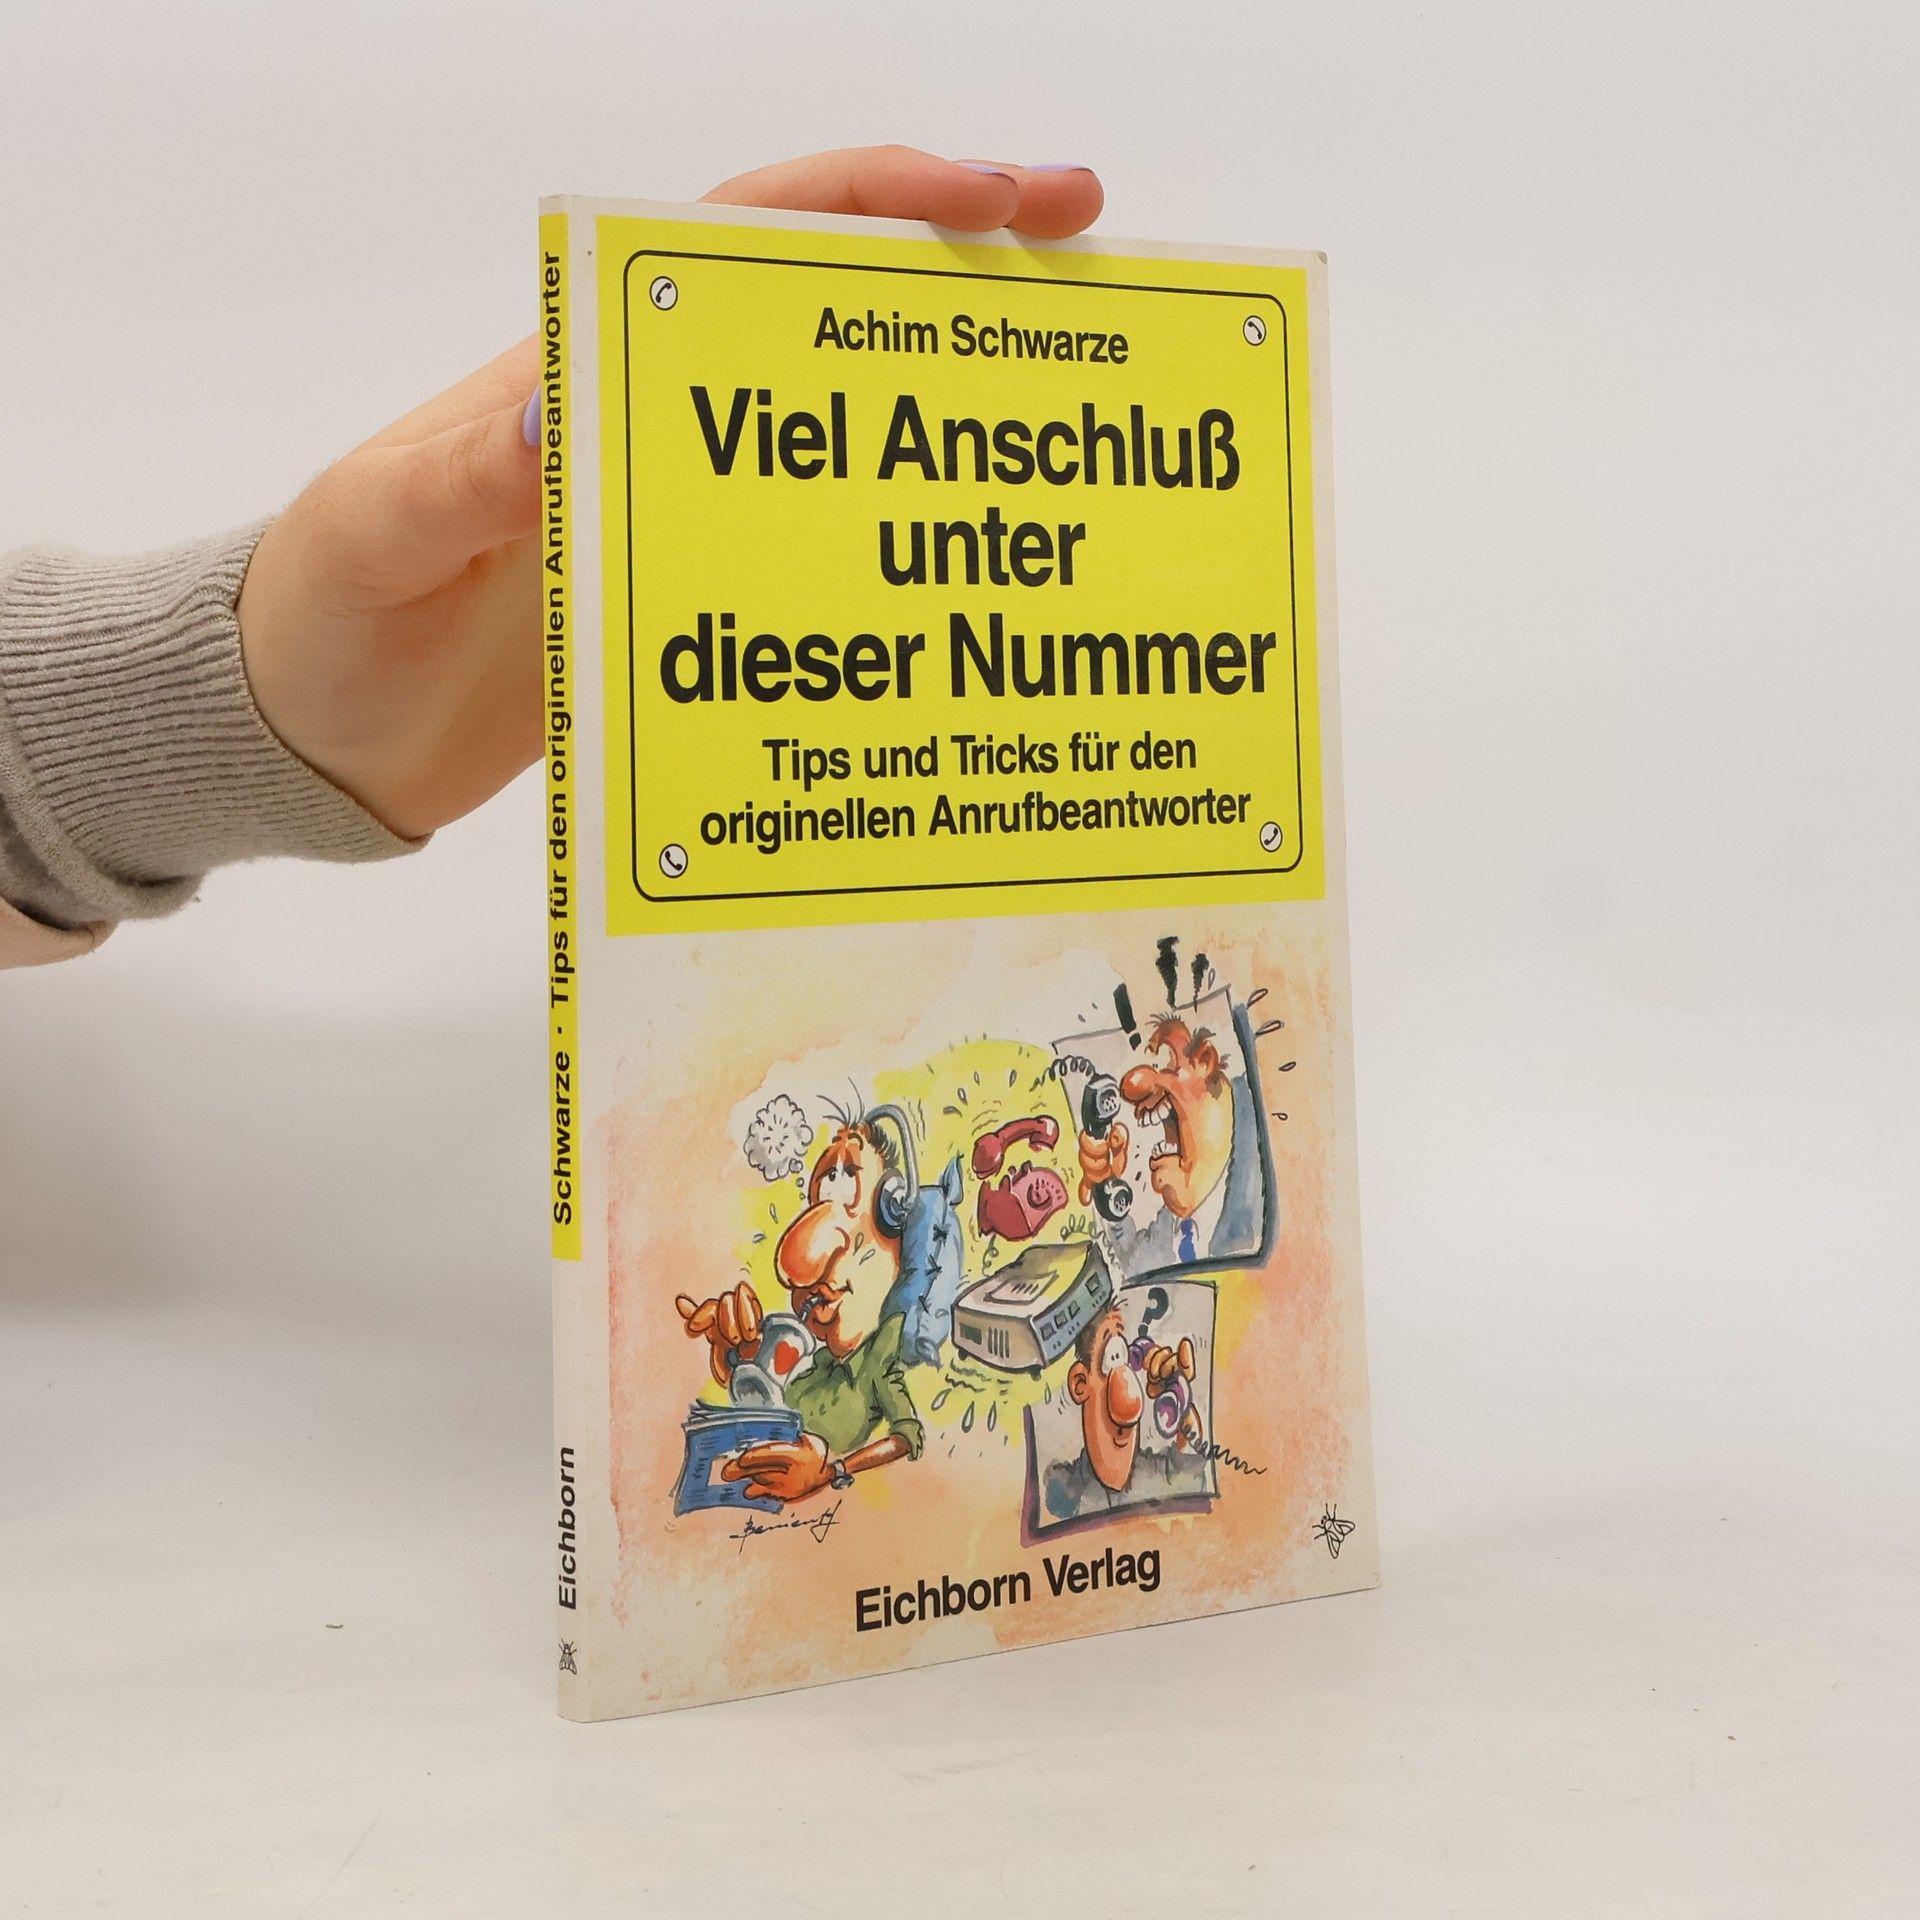 Achim Schwarze
Viel Anschluß
unter
dieser Nummer
Tips und Tricks für den
originellen Anrufbeantworter
Eichborn Verlag
Schwarze · Tips für den originellen Anrufbeantworter
Eichborn